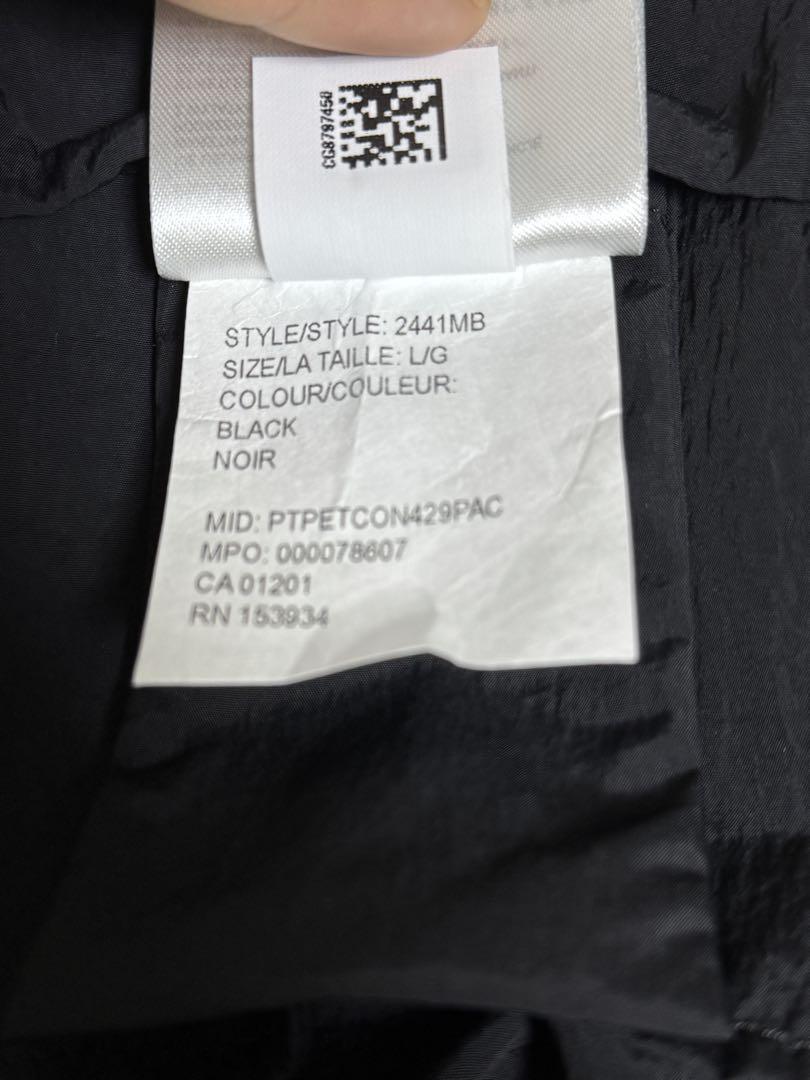 CG8797450
STYLE/STYLE: 2441MB
SIZE/LA TAILLE: L/G
COLOUR/COULEUR:
BLACK
NOIR
MID: PTPETCON429PAC
MPO: 000078607
CA 01201
RN 153934